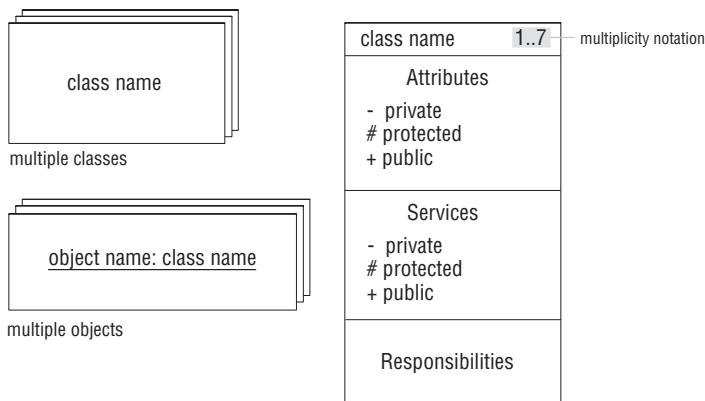 class name
multiple classes
object name: class name
multiple objects
class name 1..7 multiplicity notation
Attributes
- private
# protected
+ public
Services
- private
# protected
+ public
Responsibilities